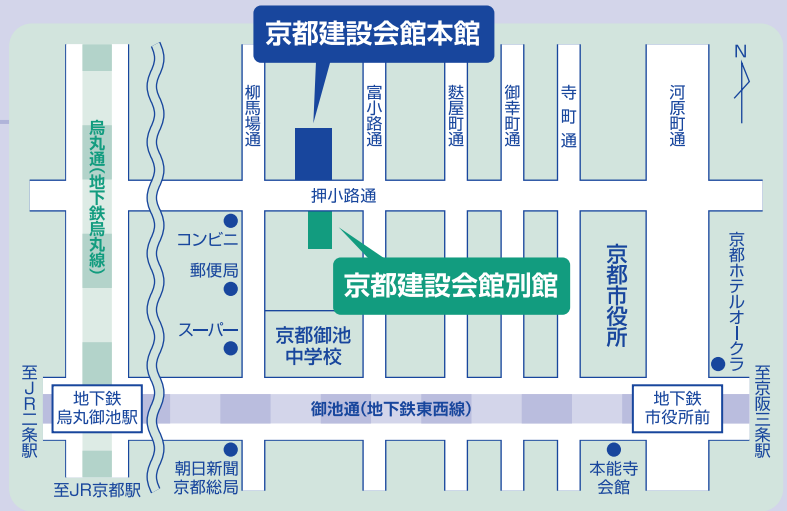 京都建設会館本館
N
烏丸通(地下鉄烏丸線)
柳馬場通
富小路通
麩屋町通
御幸町通
寺町通
河原町通
押小路通
コンビニ
郵便局
スーパー
京都建設会館別館
京都御池
中学校
京都市役所
京都ホテルオークラ
至JR二条駅
地下鉄
烏丸御池駅
御池通(地下鉄東西線)
地下鉄
市役所前
至京阪三条駅
朝日新聞
京都総局
本能寺
会館
至JR京都駅